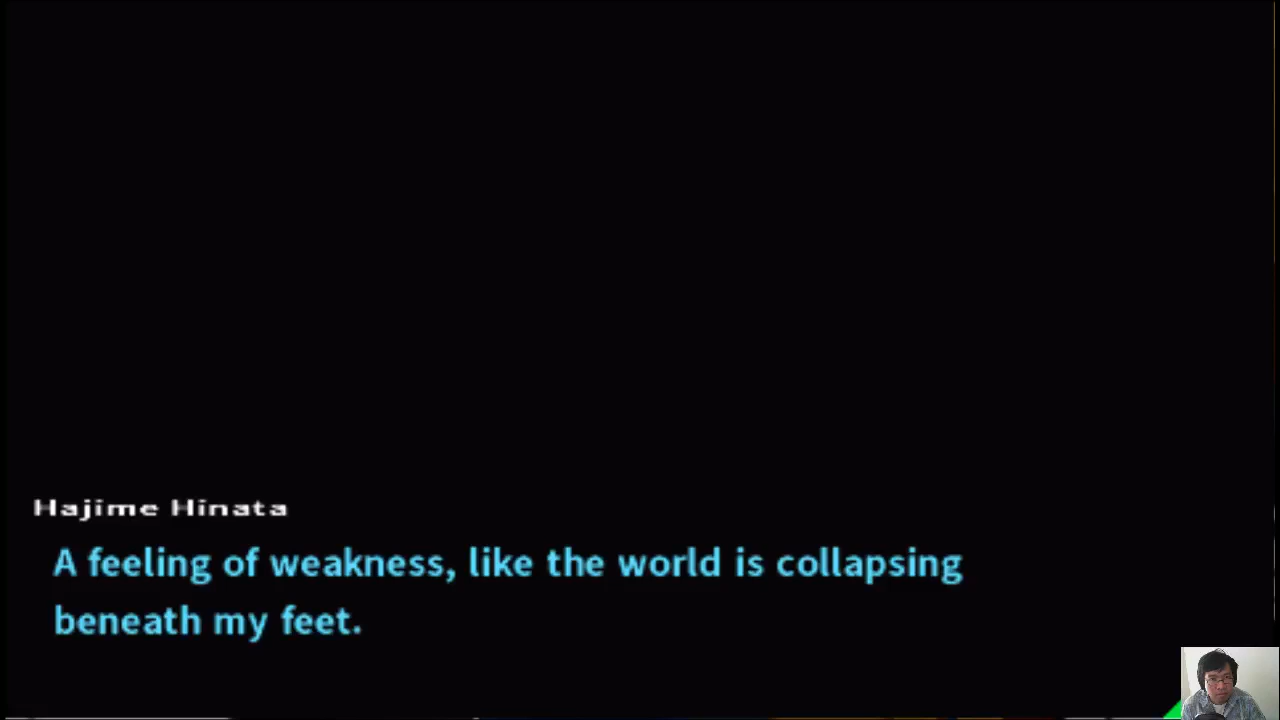 Hajime Hinata
A feeling of weakness, like the world is collapsing
beneath my feet.